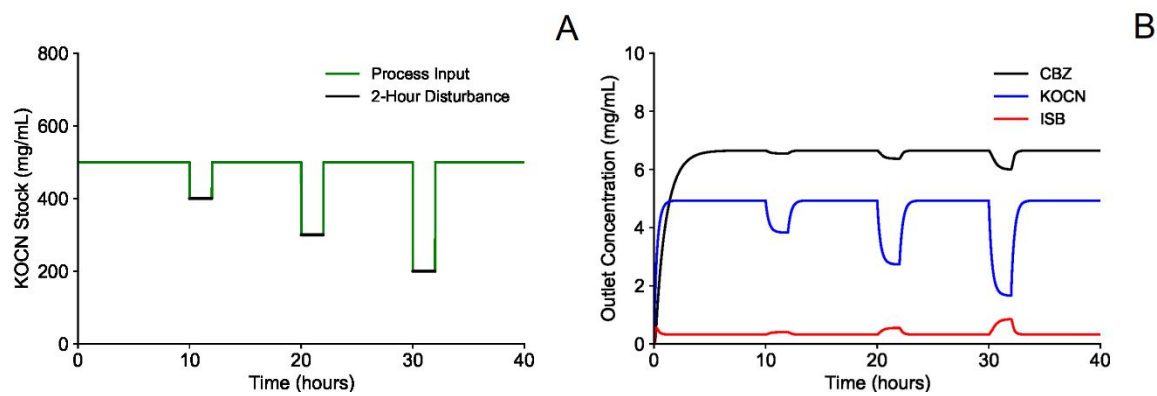 A
800
600
400
200
0
KOCN Stock (mg/mL)
Process Input
2-Hour Disturbance
0 10 20 30 40
Time (hours)
B
10
8
6
4
2
0
Outlet Concentration (mg/mL)
CBZ
KOCN
ISB
0 10 20 30 40
Time (hours)